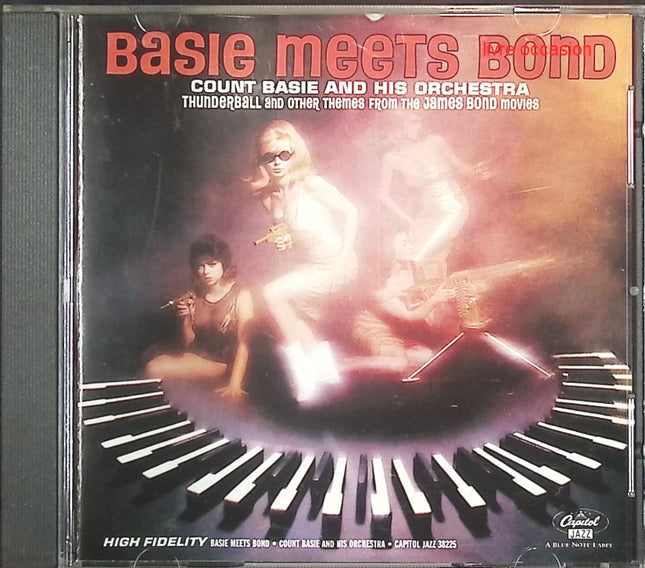 BASIE MEETS BOND
livre occasion
COUNT BASIE AND HIS ORCHESTRA
THUNDERBALL and OTHER THEMES FROM THE JAMES BOND MOVIES
HIGH FIDELITY BASIE MEETS BOND • COUNT BASIE AND HIS ORCHESTRA • CAPITOL JAZZ 38225
Capitol
JAZZ
A BLUE NOTE LABEL